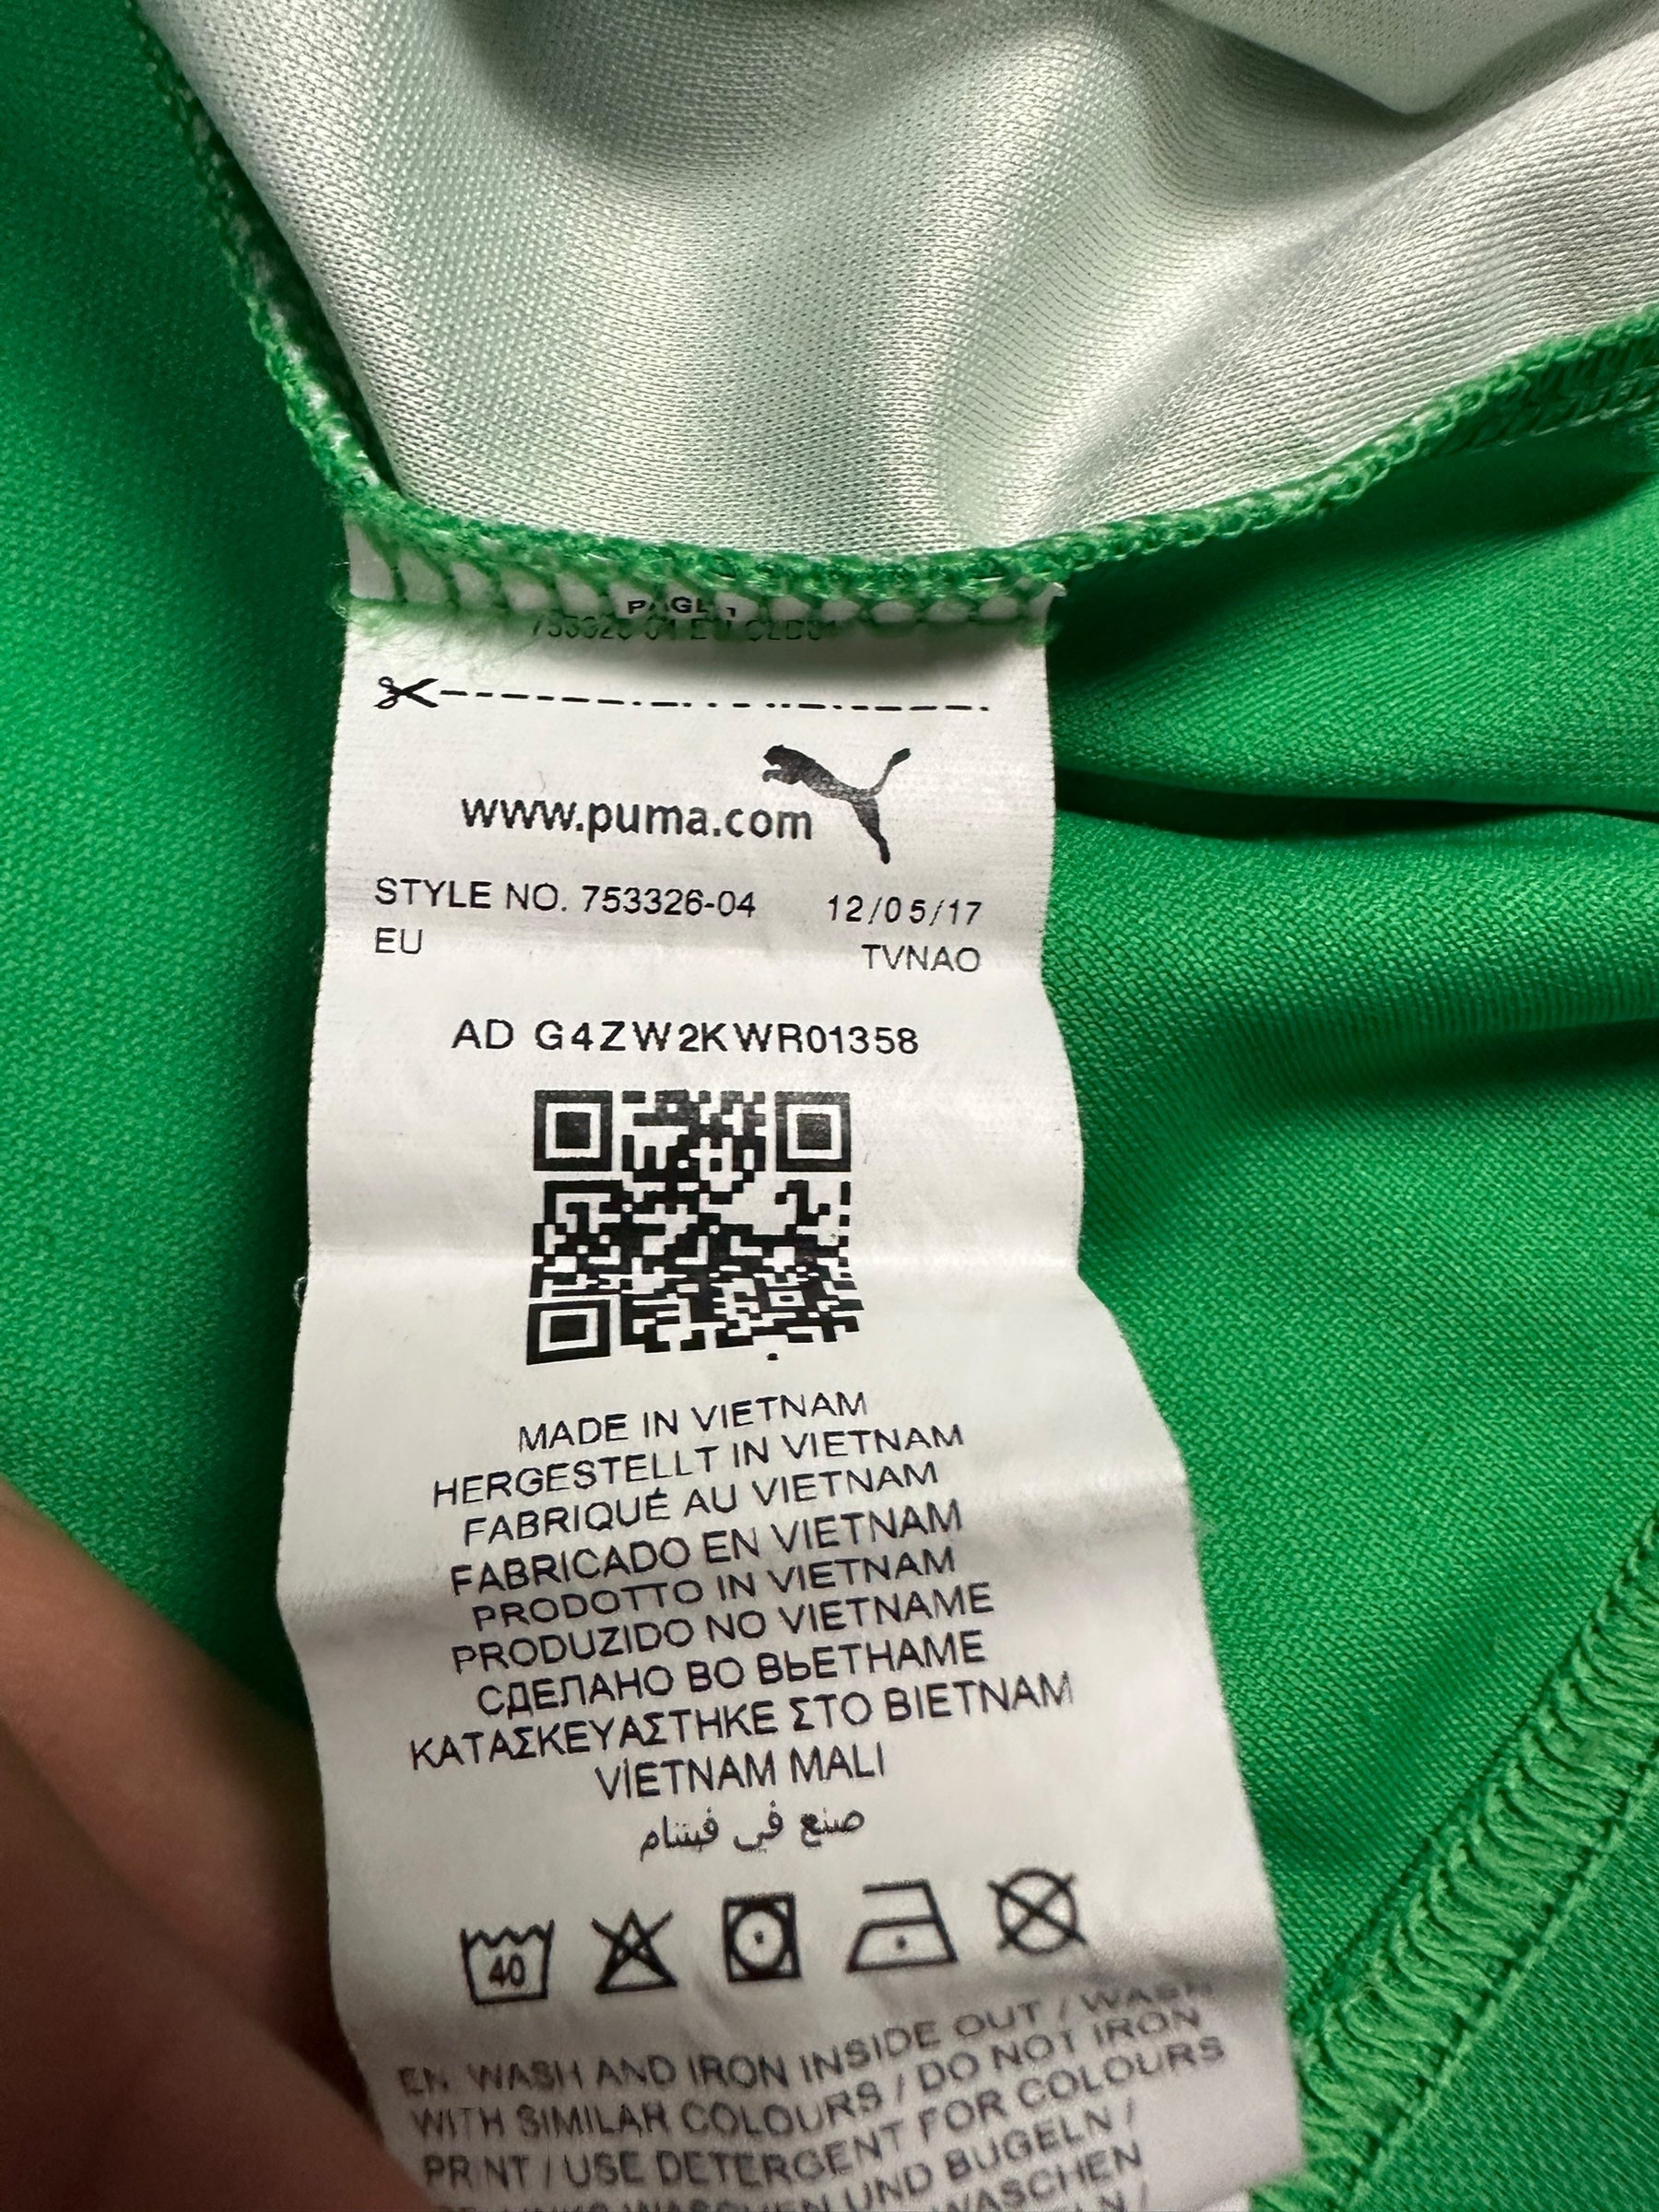 www.puma.com
STYLE NO. 753326-04 12/05/17
EU TVNAO
AD G4ZW2KWR01358
MADE IN VIETNAM
HERGESTELLT IN VIETNAM
FABRIQUÉ AU VIETNAM
FABRICADO EN VIETNAM
PRODOTTO IN VIETNAM
PRODUZIDO NO VIETNAME
СДЕЛАНО ВО ВЬЕТНАМЕ
ΚΑΤΑΣΚΕΥΑΣΤΗΚΕ ΣΤΟ ΒΙΕΤΝΑΜ
VİETNAM MALI
صنع في فيتنام
40
EN. WASH AND IRON INSIDE OUT / WASH
WITH SIMILAR COLOURS / DO NOT IRON
PRINT / USE DETERGENT FOR COLOURS
WASCHEN UND BUGELN /
WASCHEN